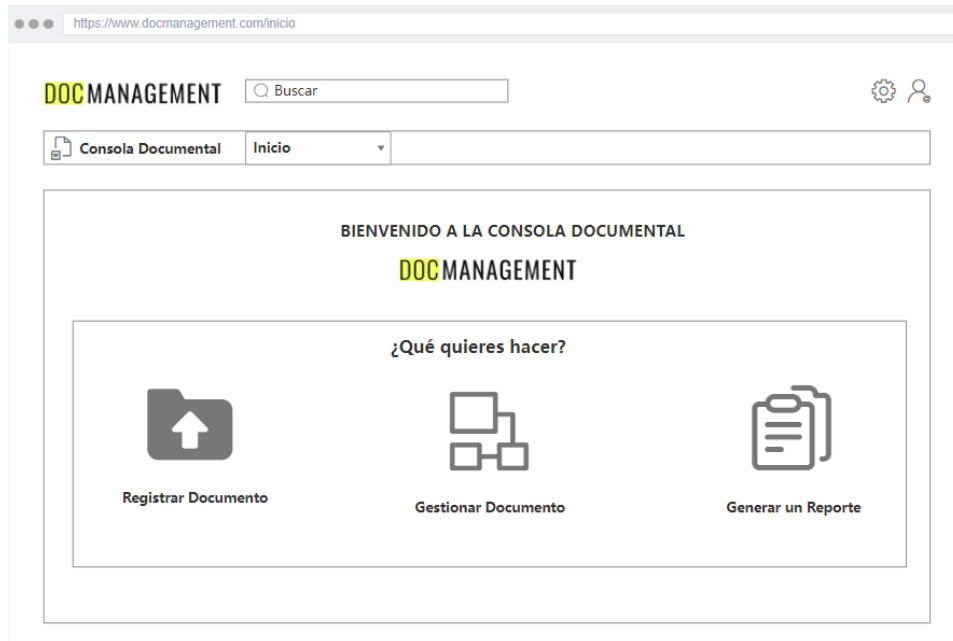 https://www.docmanagement.com/inicio
DOCMANAGEMENT
Buscar
Consola Documental
Inicio
BIENVENIDO A LA CONSOLA DOCUMENTAL
DOCMANAGEMENT
¿Qué quieres hacer?
Registrar Documento
Gestionar Documento
Generar un Reporte